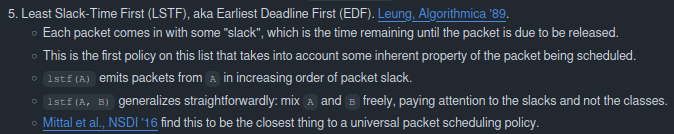 5. Least Slack-Time First (LSTF), aka Earliest Deadline First (EDF). Leung, Algorithmica '89.
Each packet comes in with some "slack", which is the time remaining until the packet is due to be released.
This is the first policy on this list that takes into account some inherent property of the packet being scheduled.
lstf(A) emits packets from A in increasing order of packet slack.
lstf(A, B) generalizes straightforwardly: mix A and B freely, paying attention to the slacks and not the classes.
Mittal et al., NSDI '16 find this to be the closest thing to a universal packet scheduling policy.